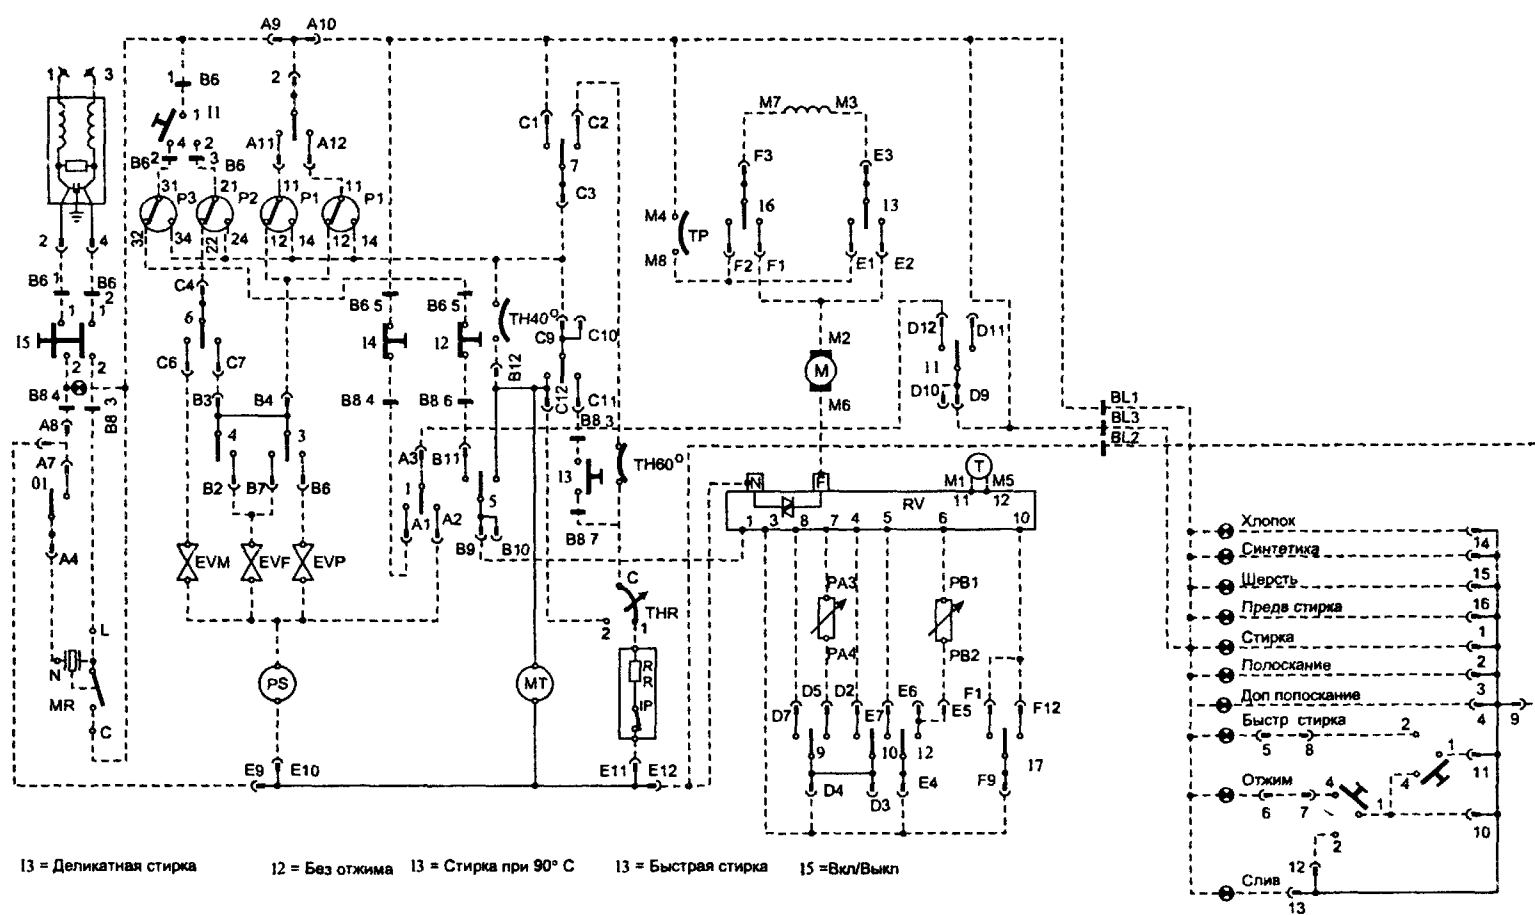 A9 A10
1 3
1 B6
2
1 I1
4 2
B6 2 3 B6
A11 A12
C1 C2
7
C3
M7 M3
F3 E3
16 13
M4
TP
M8
F2 F1 E1 E2
31 21 11 11
P3 P2 P1 P1
32 34 22 24 12 14 12 14
2 4
B6 1 B6 2
1 1
15
2 2
B8 4
B8 3
A8
A7
01
A4
L
N
MR
C
C4
6
C6 C7
B3 B4
4 3
B2 B7 B6
EVM EVF EVP
PS
E9 E10
B6 5 B6 5
14 12
B8 4 B8 6
TH40°
B12
C9 C10
C12 C11
B8 3
13
B8 7
TH60°
A3 B11
1 5
A1 A2
B9 B10
C
THR
2 1
R
R
IP
MT
E11 E12
M2
M
M6
D12 D11
11
D10 D9
BL1
BL3
BL2
N F
T
M1 M5
RV 11 12
1 3 8 7 4 5 6 10
PA3 PB1
PA4 PB2
D5 D2 E6 F1
D7 E7 E5 F12
9 10 12 17
D4 D3 E4 F9
Хлопок
14
Синтетика
15
Шерсть
16
Предв стирка
1
Стирка
2
Полоскание
3
Доп полоскание
4 9
Быстр стирка 2
5 8
1
11
Отжим 4 4
6 7 1
10
2
12
Слив
13
13 = Деликатная стирка 12 = Без отжима 13 = Стирка при 90° С 13 = Быстрая стирка 15 =Вкл/Выкл